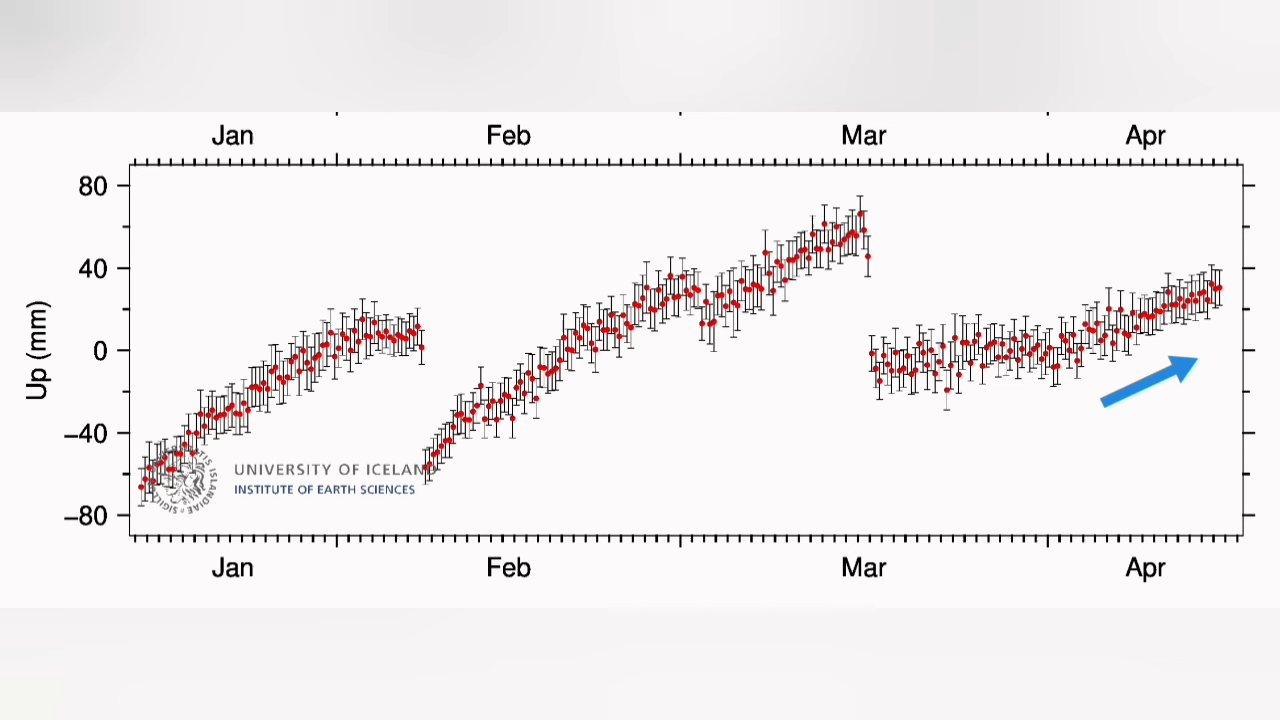 Jan Feb Mar Apr
80
40
0
−40
−80
Up (mm)
UNIVERSITY OF ICELAND
INSTITUTE OF EARTH SCIENCES
Jan Feb Mar Apr